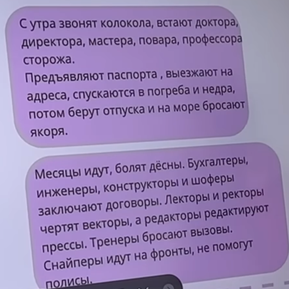 С утра звонят колокола, встают доктора,
директора, мастера, повара, профессора
сторожа.
Предъявляют паспорта , выезжают на
адреса, спускаются в погреба и недра,
потом берут отпуска и на море бросают
якоря.
Месяцы идут, болят дёсны. Бухгалтеры,
инженеры, конструкторы и шоферы
заключают договоры. Лекторы и ректоры
чертят векторы, а редакторы редактируют
прессы. Тренеры бросают вызовы.
Снайперы идут на фронты, не помогут
полисы.